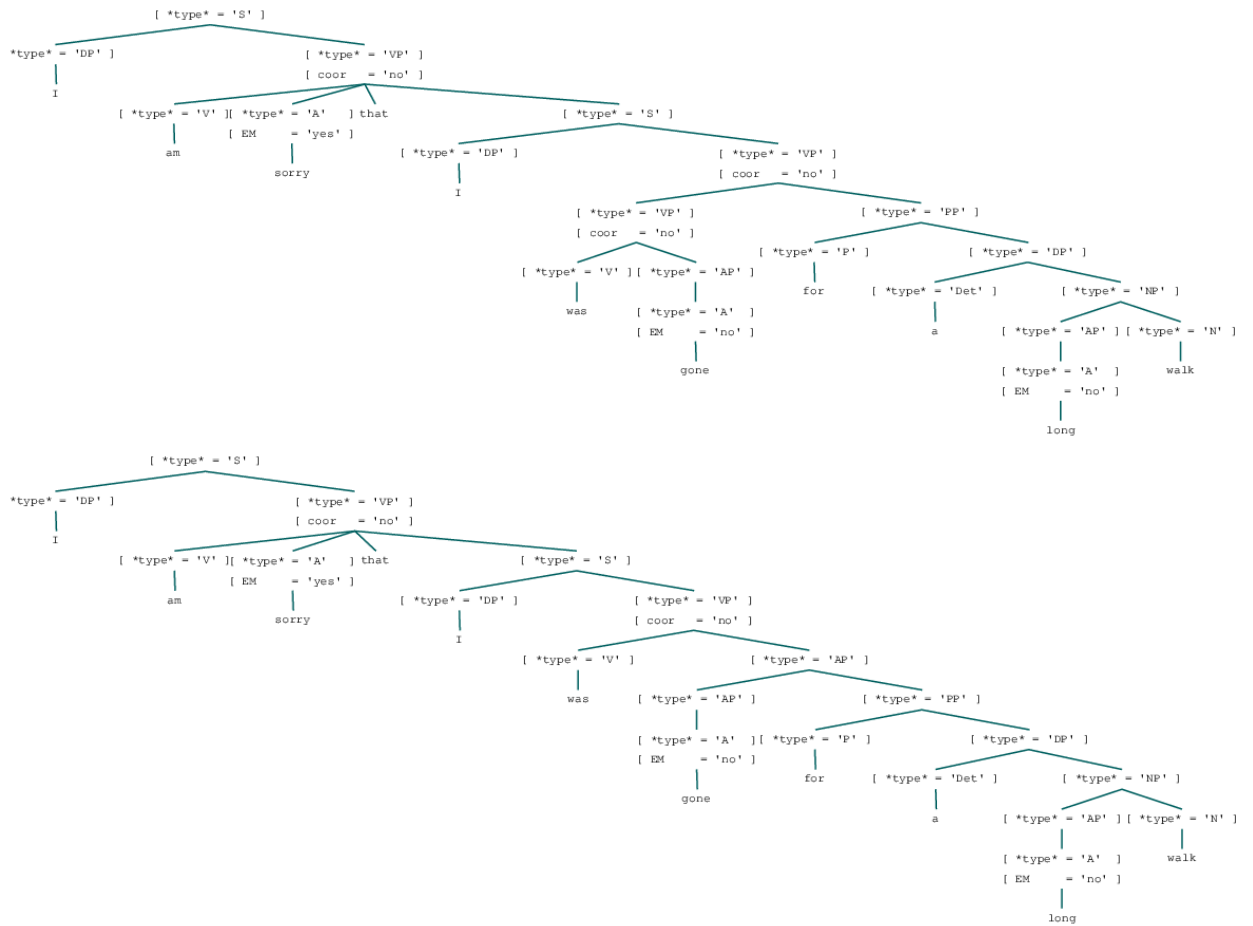 [ *type* = 'S' ]
*type* = 'DP' ] [ *type* = 'VP' ]
[ coor = 'no' ]
I
[ *type* = 'V' ] [ *type* = 'A' ] that [ *type* = 'S' ]
[ EM = 'yes' ]
am [ *type* = 'DP' ] [ *type* = 'VP' ]
sorry [ coor = 'no' ]
I
[ *type* = 'VP' ] [ *type* = 'PP' ]
[ coor = 'no' ]
[ *type* = 'P' ] [ *type* = 'DP' ]
[ *type* = 'V' ] [ *type* = 'AP' ]
for [ *type* = 'Det' ] [ *type* = 'NP' ]
was [ *type* = 'A' ]
[ EM = 'no' ] a [ *type* = 'AP' ] [ *type* = 'N' ]
gone [ *type* = 'A' ] walk
[ EM = 'no' ]
long
[ *type* = 'S' ]
*type* = 'DP' ] [ *type* = 'VP' ]
[ coor = 'no' ]
I
[ *type* = 'V' ] [ *type* = 'A' ] that [ *type* = 'S' ]
[ EM = 'yes' ]
am [ *type* = 'DP' ] [ *type* = 'VP' ]
sorry [ coor = 'no' ]
I
[ *type* = 'V' ] [ *type* = 'AP' ]
was [ *type* = 'AP' ] [ *type* = 'PP' ]
[ *type* = 'A' ] [ *type* = 'P' ] [ *type* = 'DP' ]
[ EM = 'no' ]
for [ *type* = 'Det' ] [ *type* = 'NP' ]
gone
a [ *type* = 'AP' ] [ *type* = 'N' ]
[ *type* = 'A' ] walk
[ EM = 'no' ]
long